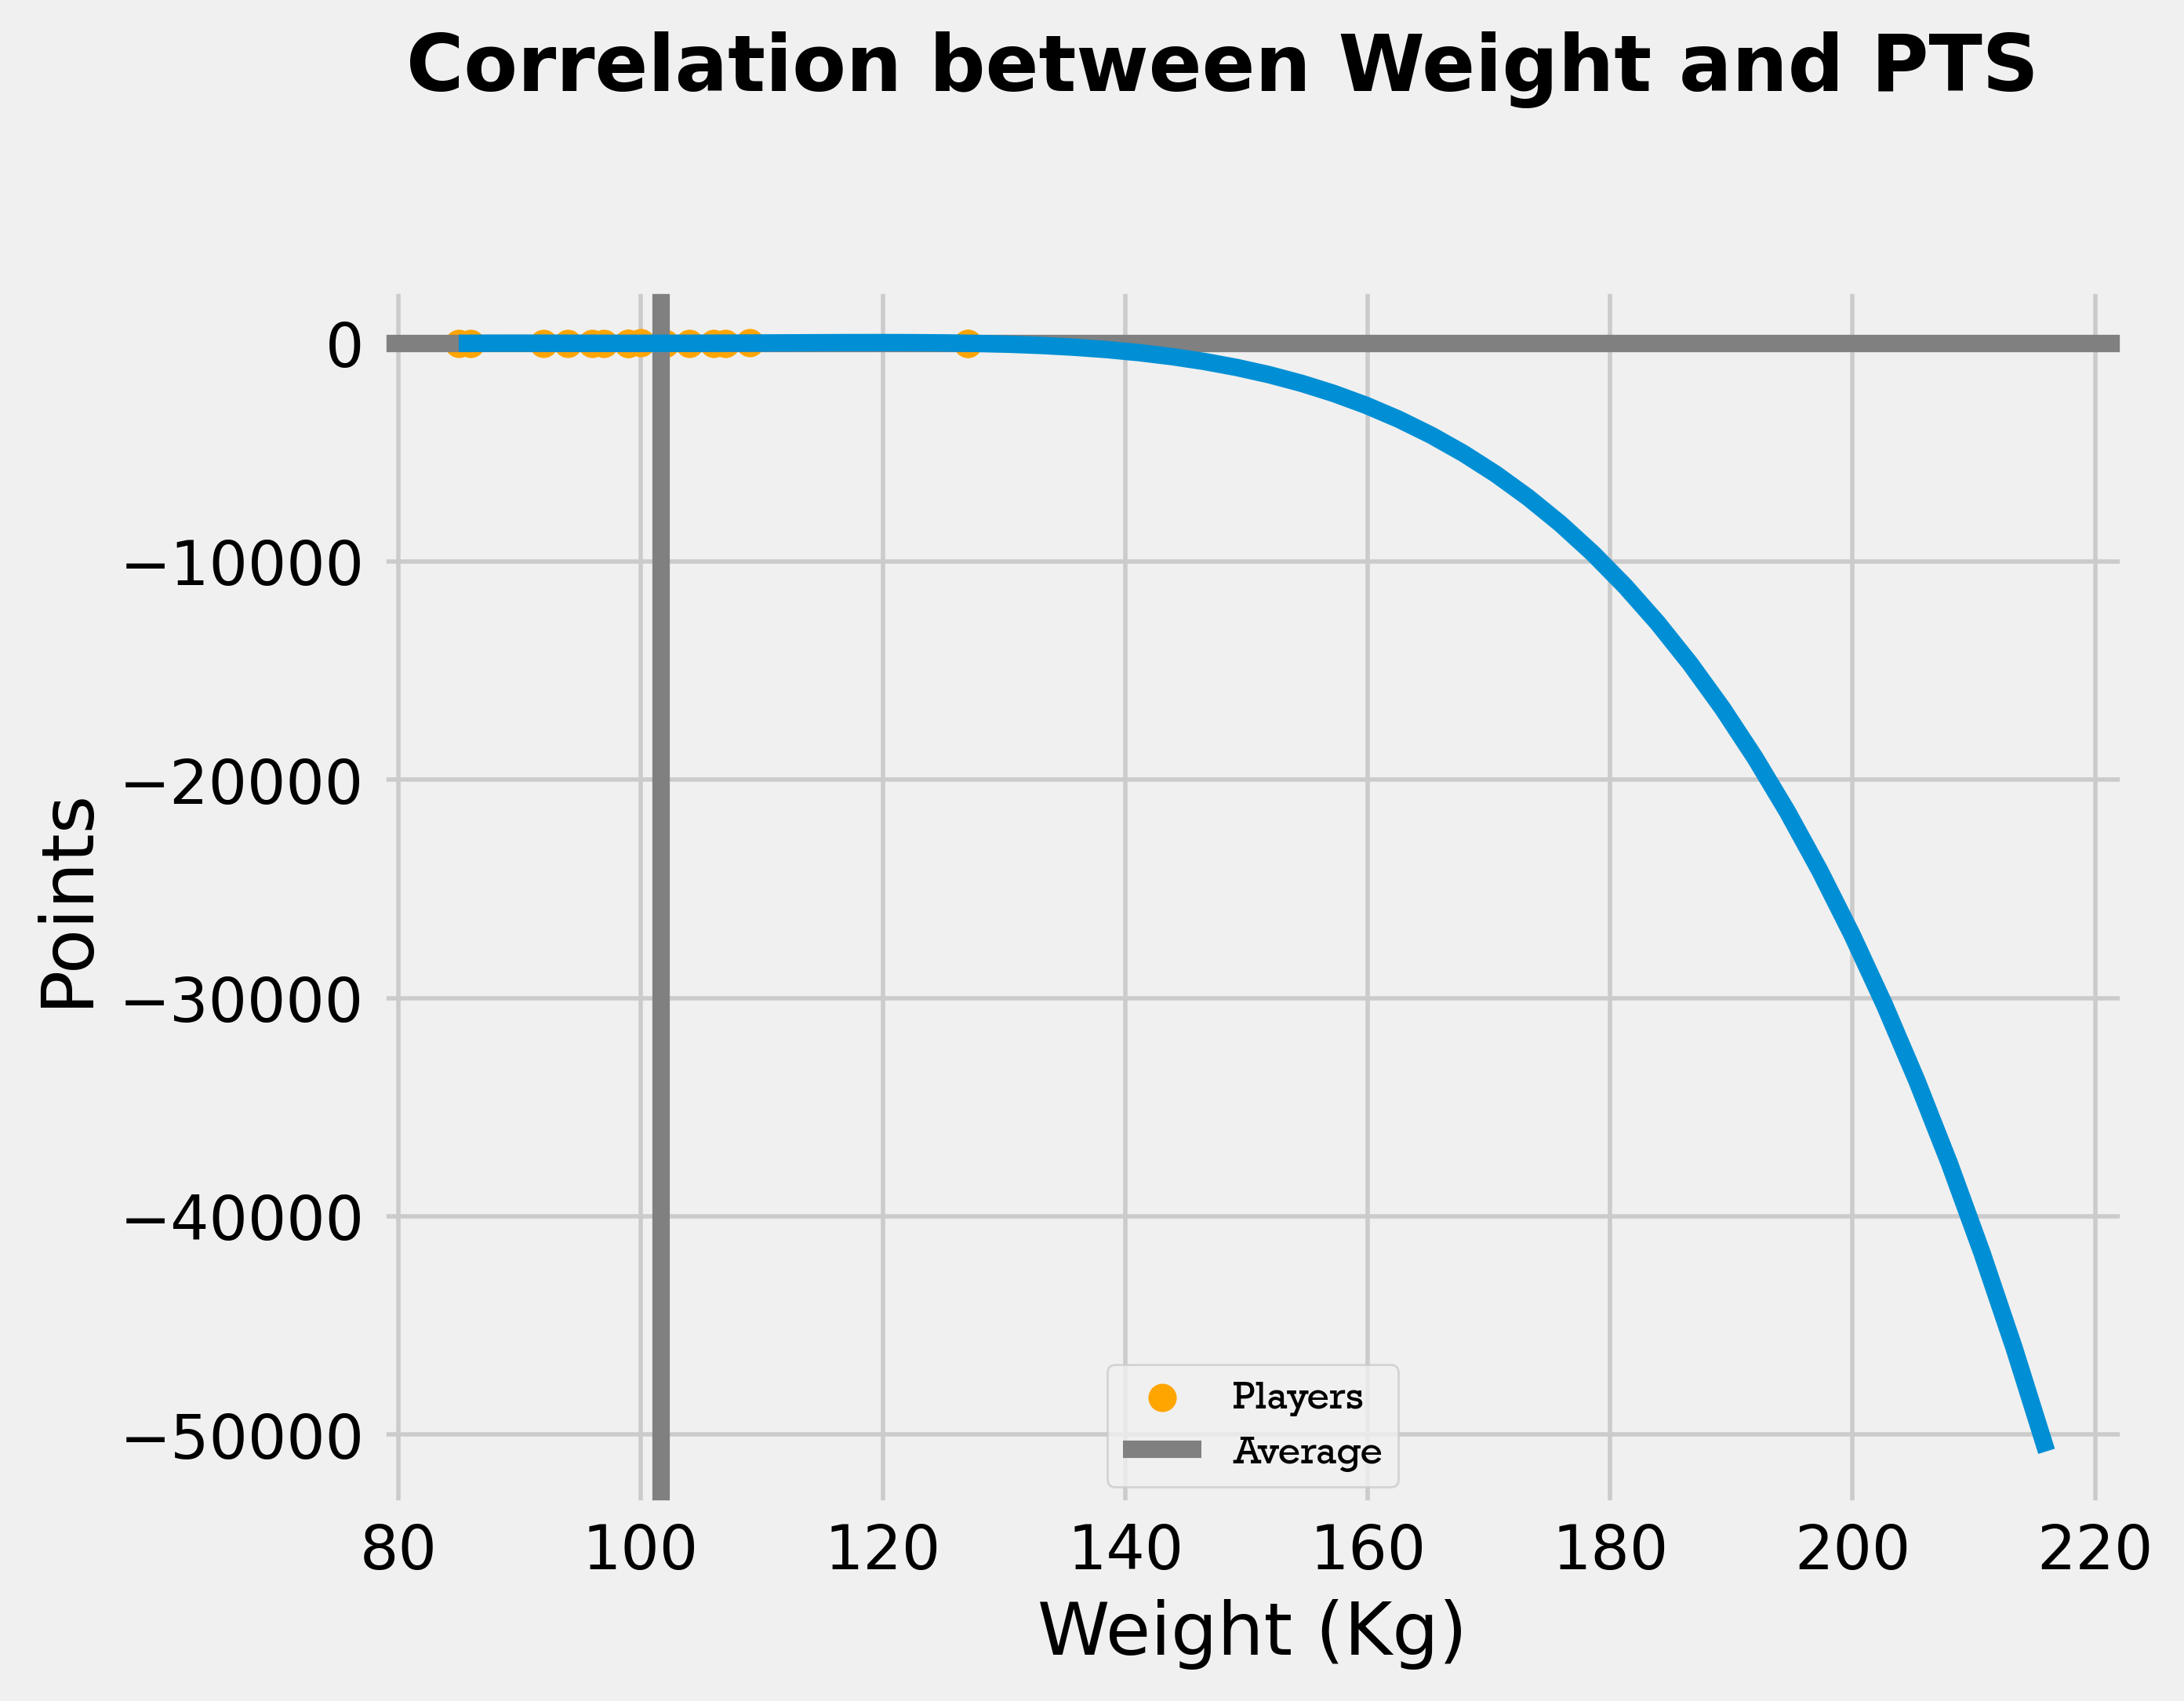 Correlation between Weight and PTS
0
−10000
−20000
−30000
−40000
−50000
Points
80 100 120 140 160 180 200 220
Weight (Kg)
Players
Average